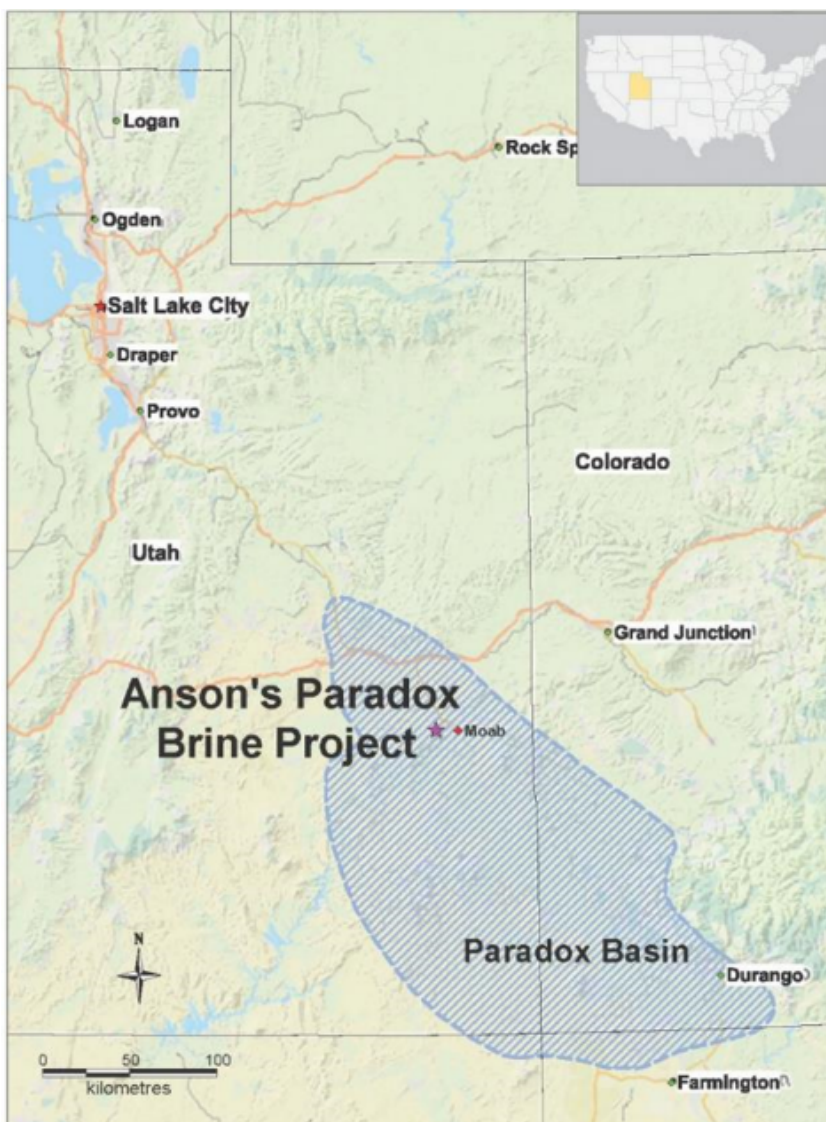 Logan
Rock Sp
Ogden
Salt Lake City
Draper
Provo
Colorado
Utah
Grand Junction
Anson's Paradox
Brine Project
Moab
Paradox Basin
N
Durango
0 50 100
kilometres
Farmington